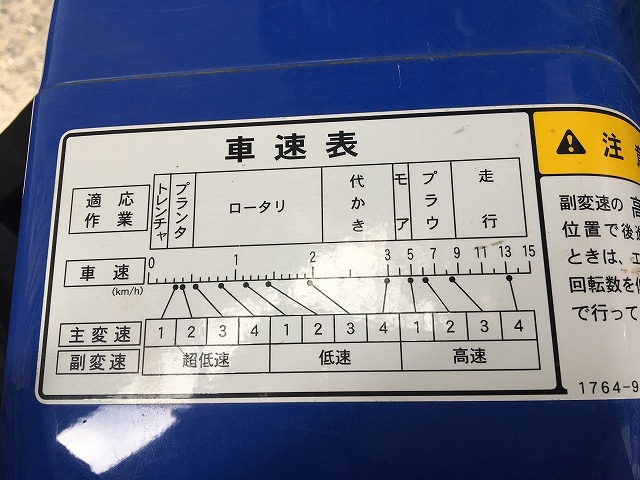 車速表
適応作業
トレンチャ
プランタ
ロータリ
代かき
モア
プラウ
走行
車速
(km/h)
0 1 2 3 5 7 9 11 13 15
主変速 1 2 3 4 1 2 3 4 1 2 3 4
副変速 超低速 低速 高速
注
副変速の 高
位置で後進
ときは、エ
回転数を低
で行って
1764-9